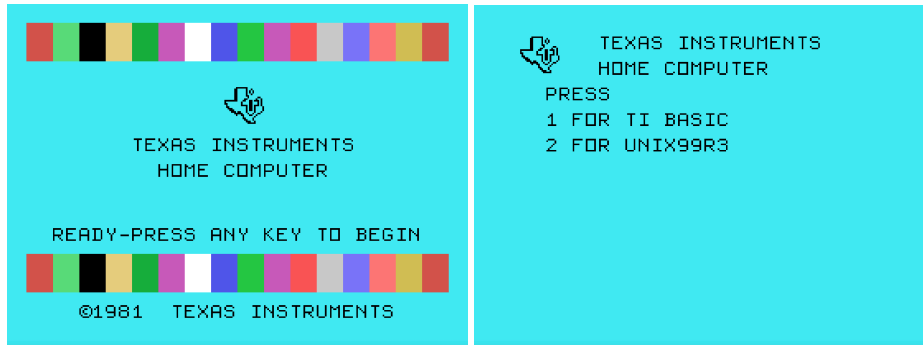 TEXAS INSTRUMENTS
HOME COMPUTER
READY-PRESS ANY KEY TO BEGIN
©1981 TEXAS INSTRUMENTS
TEXAS INSTRUMENTS
HOME COMPUTER
PRESS
1 FOR TI BASIC
2 FOR UNIX99R3